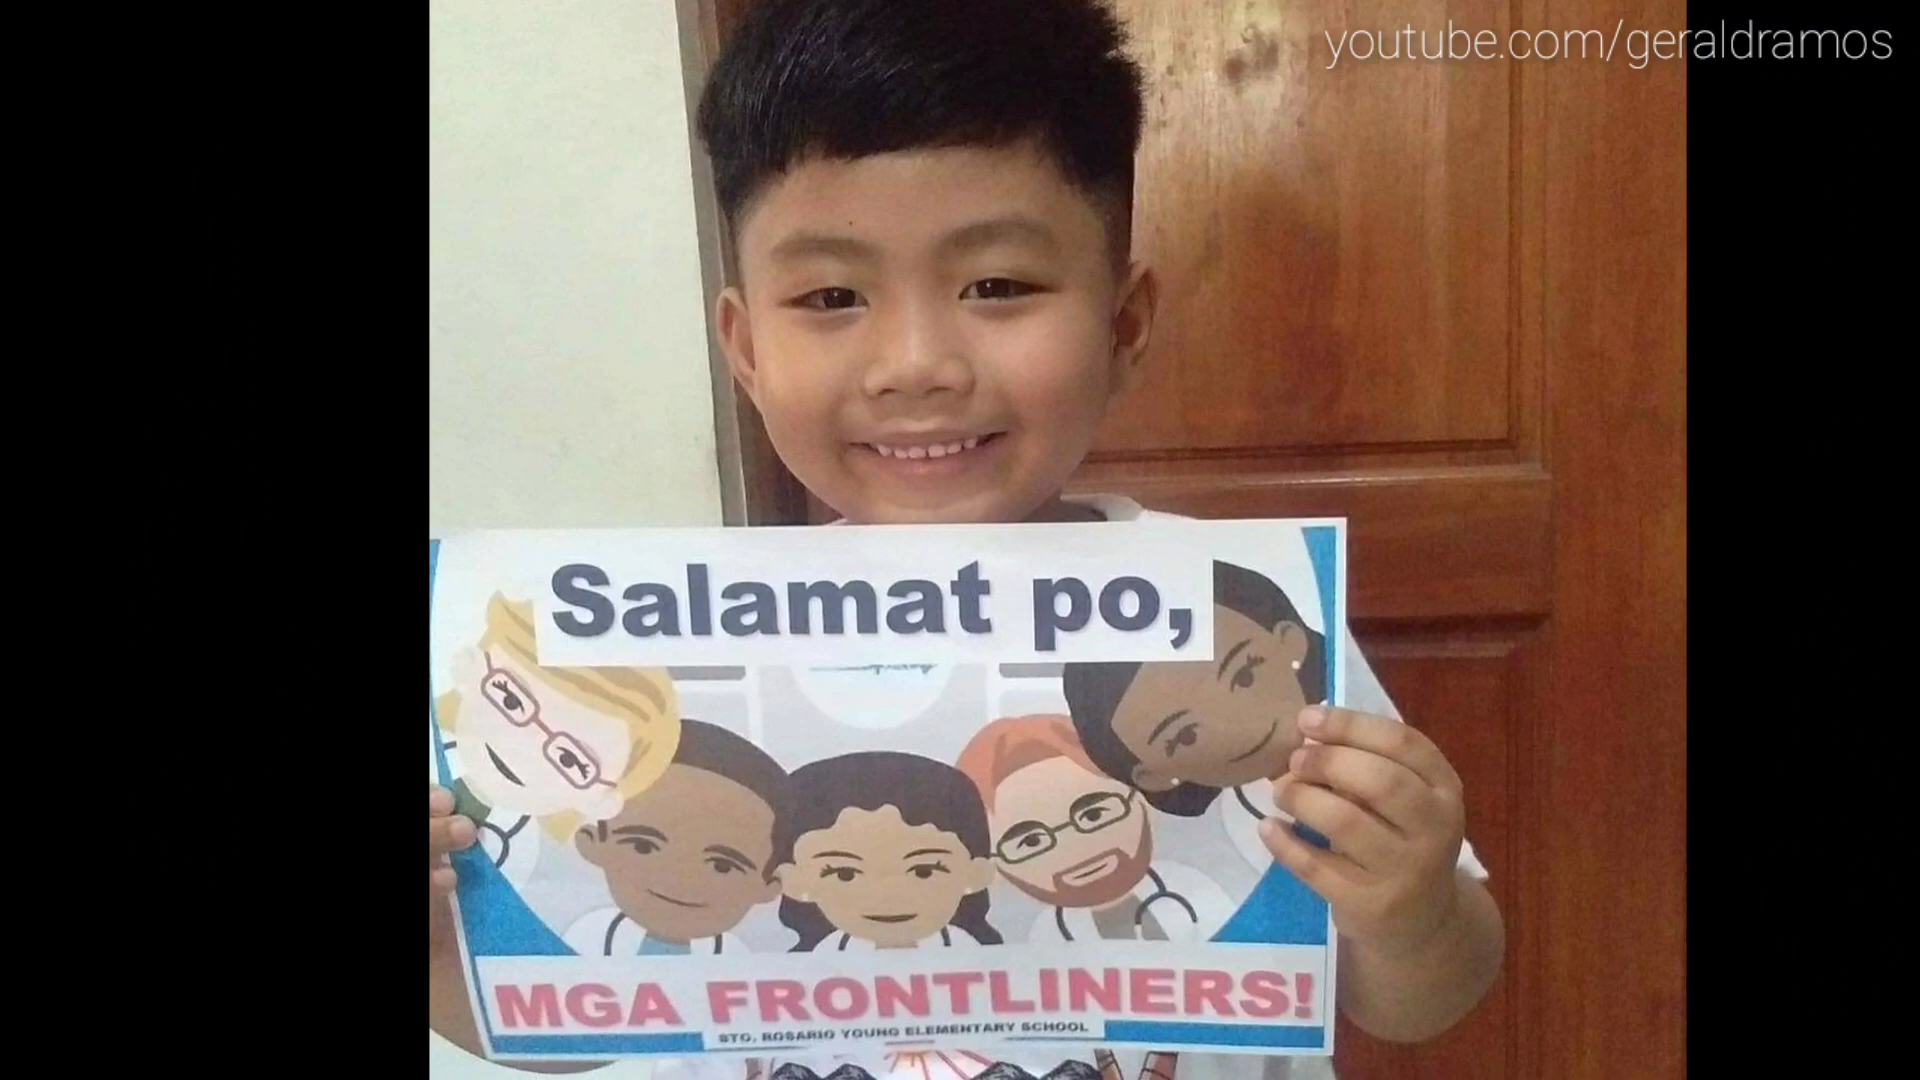 youtube.com/geraldramos
Salamat po,
MGA FRONTLINERS!
STO. ROSARIO YOUNG ELEMENTARY SCHOOL